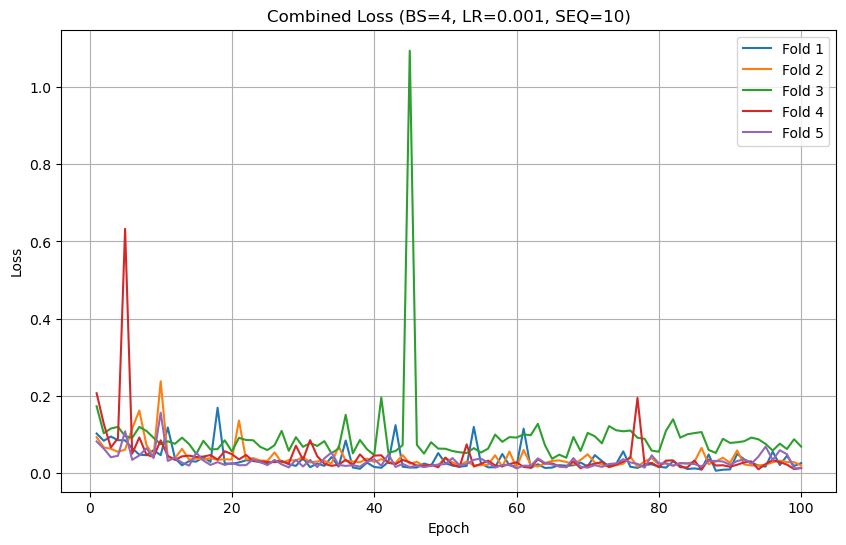 Combined Loss (BS=4, LR=0.001, SEQ=10)
Fold 1
Fold 2
Fold 3
Fold 4
Fold 5
Loss
1.0
0.8
0.6
0.4
0.2
0.0
0 20 40 60 80 100
Epoch